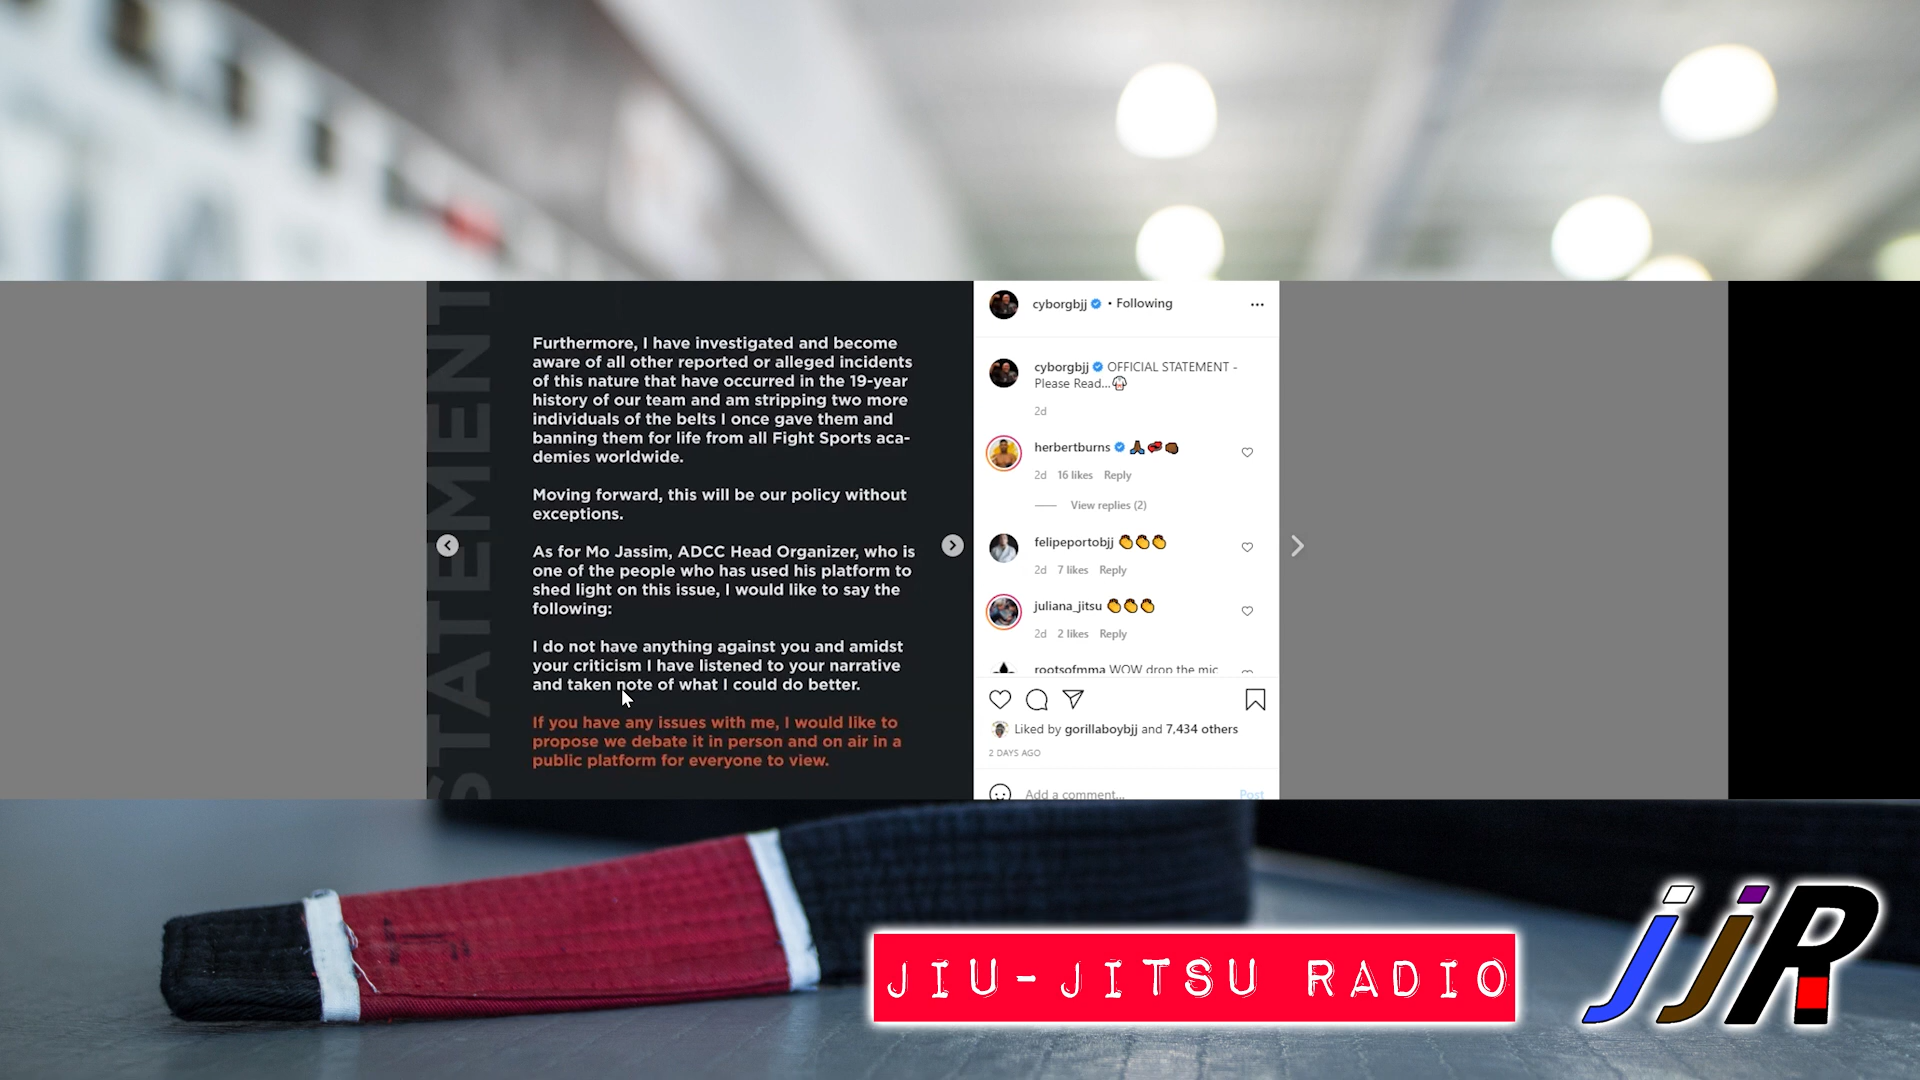 STATEMENT
Furthermore, I have investigated and become
aware of all other reported or alleged incidents
of this nature that have occurred in the 19-year
history of our team and am stripping two more
individuals of the belts I once gave them and
banning them for life from all Fight Sports aca-
demies worldwide.
Moving forward, this will be our policy without
exceptions.
As for Mo Jassim, ADCC Head Organizer, who is
one of the people who has used his platform to
shed light on this issue, I would like to say the
following:
I do not have anything against you and amidst
your criticism I have listened to your narrative
and taken note of what I could do better.
If you have any issues with me, I would like to
propose we debate it in person and on air in a
public platform for everyone to view.
cyborgbjj • Following
cyborgbjj OFFICIAL STATEMENT -
Please Read...
2d
herbertburns 🙏🏾
2d 16 likes Reply
View replies (2)
felipeportobjj 👏👏👏
2d 7 likes Reply
juliana_jitsu 👏👏👏
2d 2 likes Reply
rootsofmma WOW drop the mic
Liked by gorillaboybjj and 7,434 others
2 DAYS AGO
Add a comment...
Post
JIU-JITSU RADIO
JJR